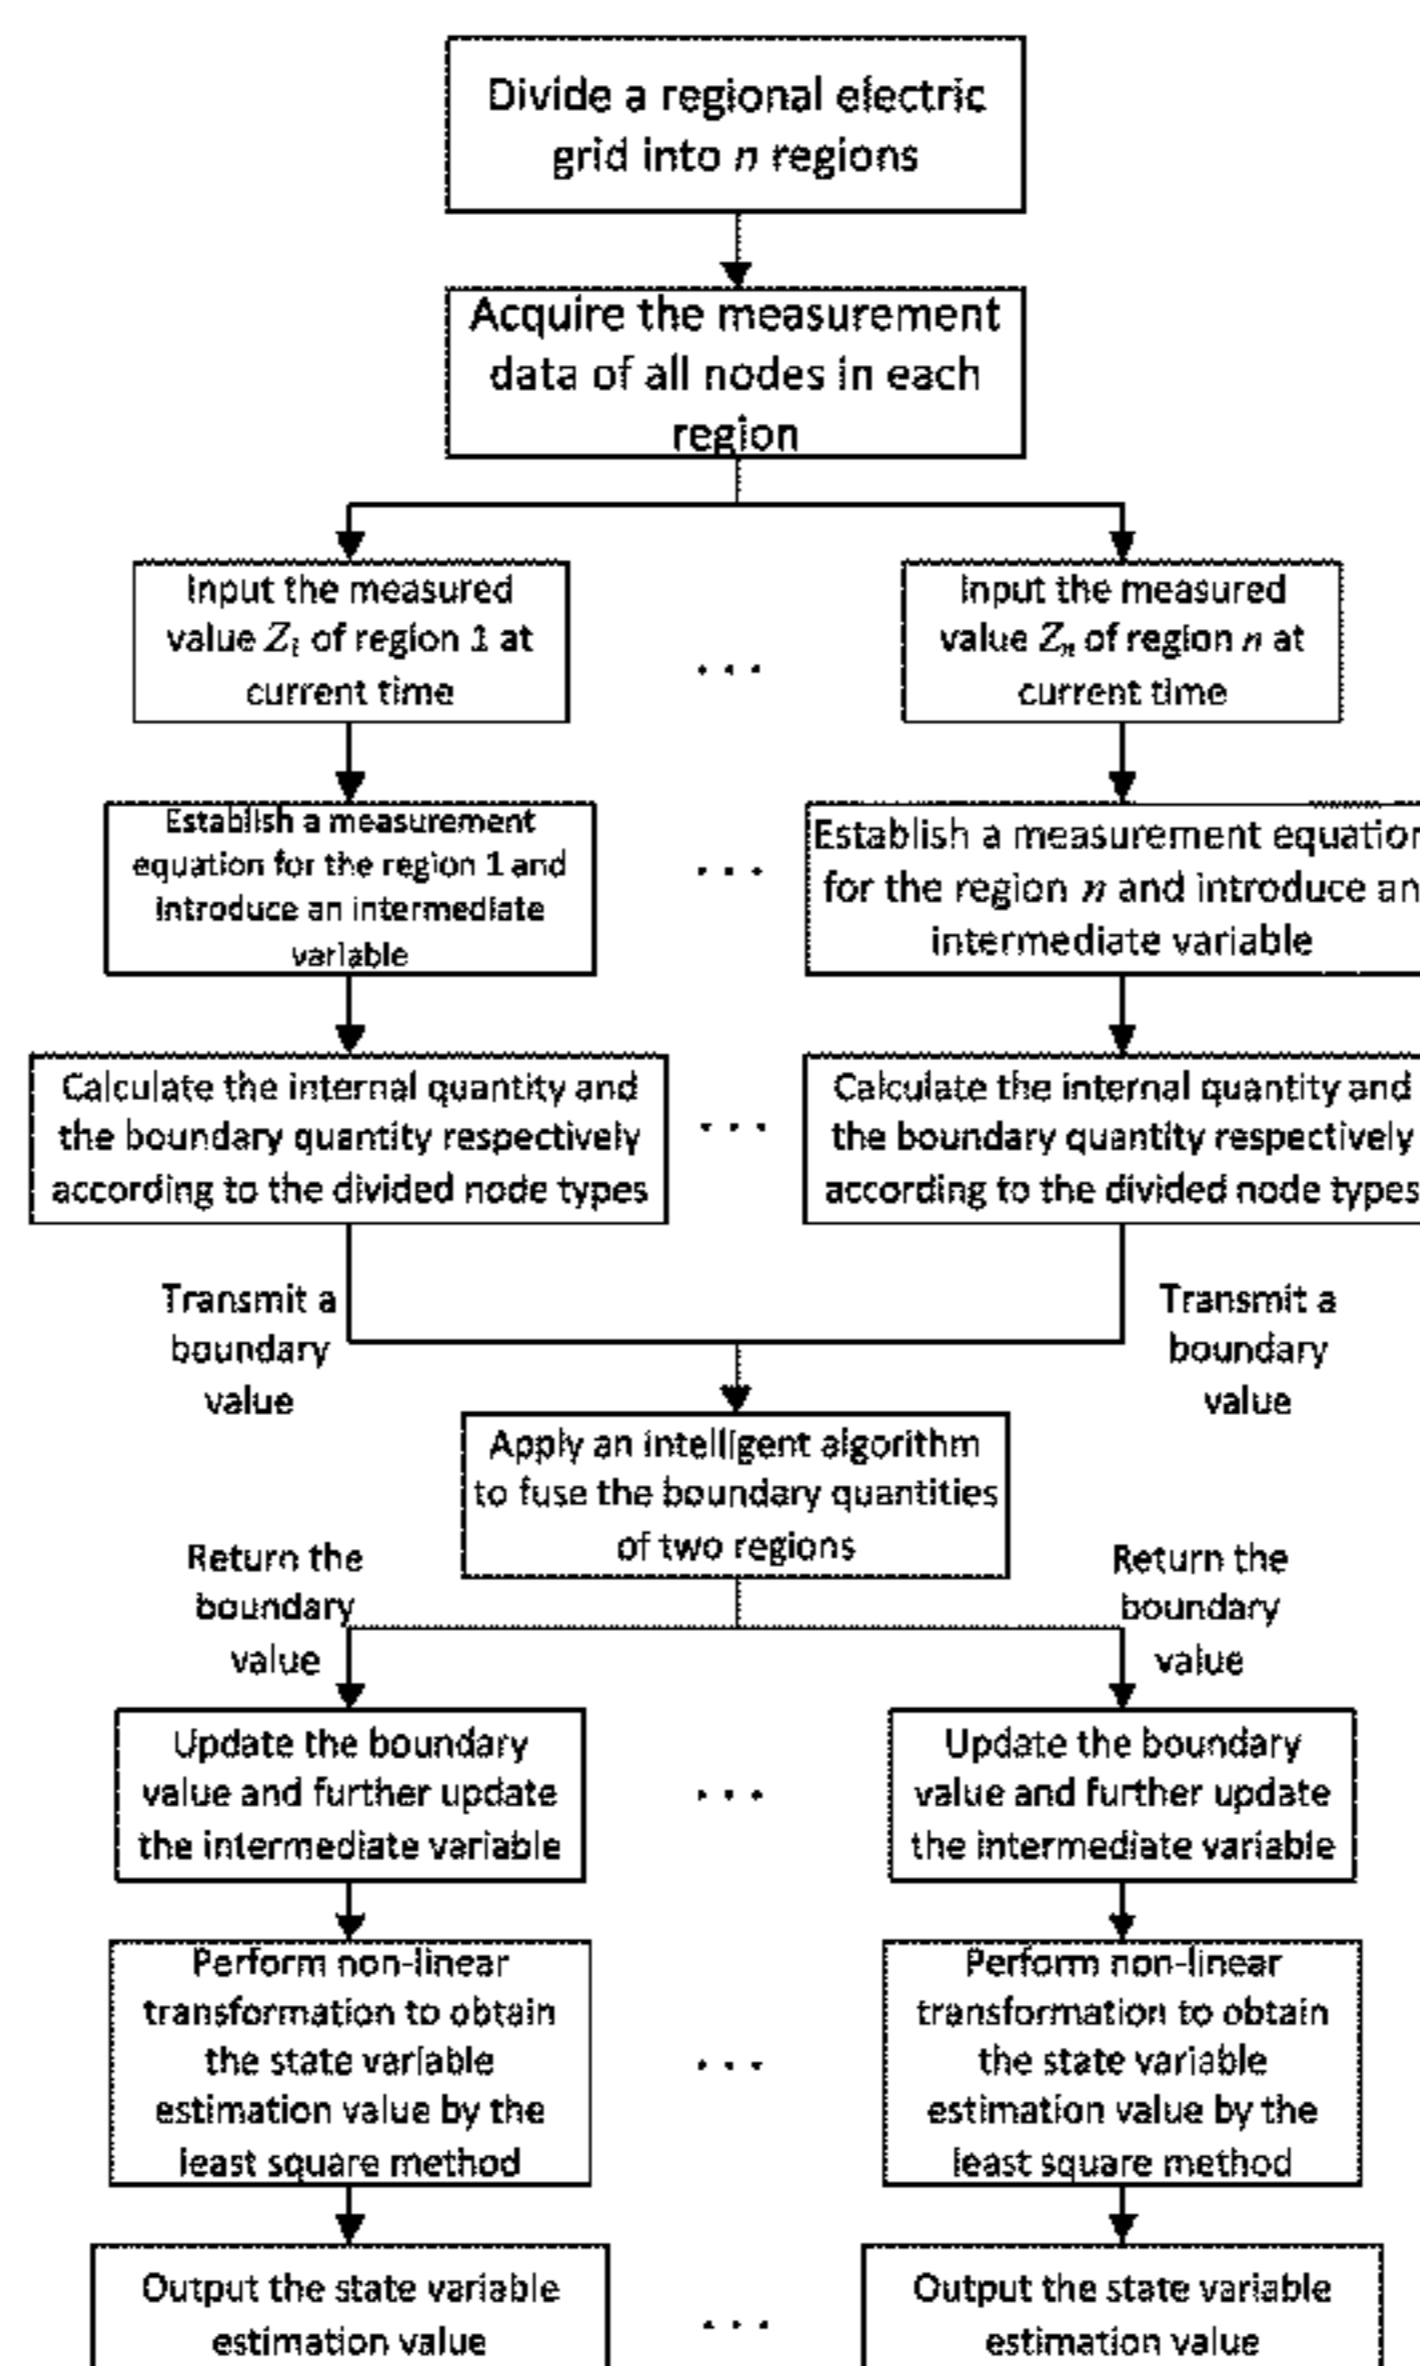 Divide a regional electric
grid into n regions
Acquire the measurement
data of all nodes in each
region
Input the measured
value Zi of region 1 at
current time
...
Input the measured
value Zn of region n at
current time
Establish a measurement
equation for the region 1 and
introduce an intermediate
variable
...
Establish a measurement equation
for the region n and introduce an
intermediate variable
Calculate the internal quantity and
the boundary quantity respectively
according to the divided node types
...
Calculate the internal quantity and
the boundary quantity respectively
according to the divided node types
Transmit a
boundary
value
Transmit a
boundary
value
Apply an intelligent algorithm
to fuse the boundary quantities
of two regions
Return the
boundary
value
Return the
boundary
value
Update the boundary
value and further update
the intermediate variable
...
Update the boundary
value and further update
the intermediate variable
Perform non-linear
transformation to obtain
the state variable
estimation value by the
least square method
...
Perform non-linear
transformation to obtain
the state variable
estimation value by the
least square method
Output the state variable
estimation value
...
Output the state variable
estimation value